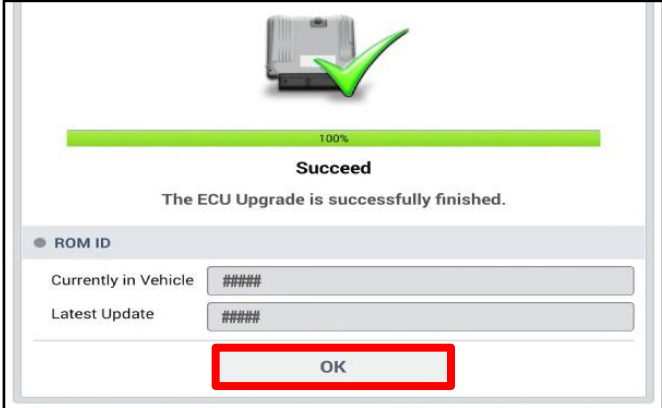 100%
Succeed
The ECU Upgrade is successfully finished.
ROM ID
Currently in Vehicle #####
Latest Update #####
OK